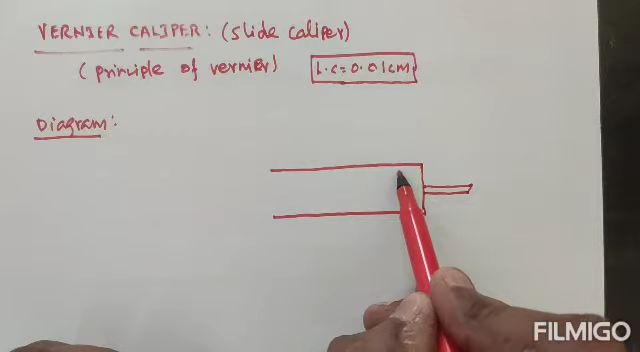 VERNIER CALIPER: (slide caliper)
(principle of vernier) L.C = 0.01cm
Diagram:
FILMIGO